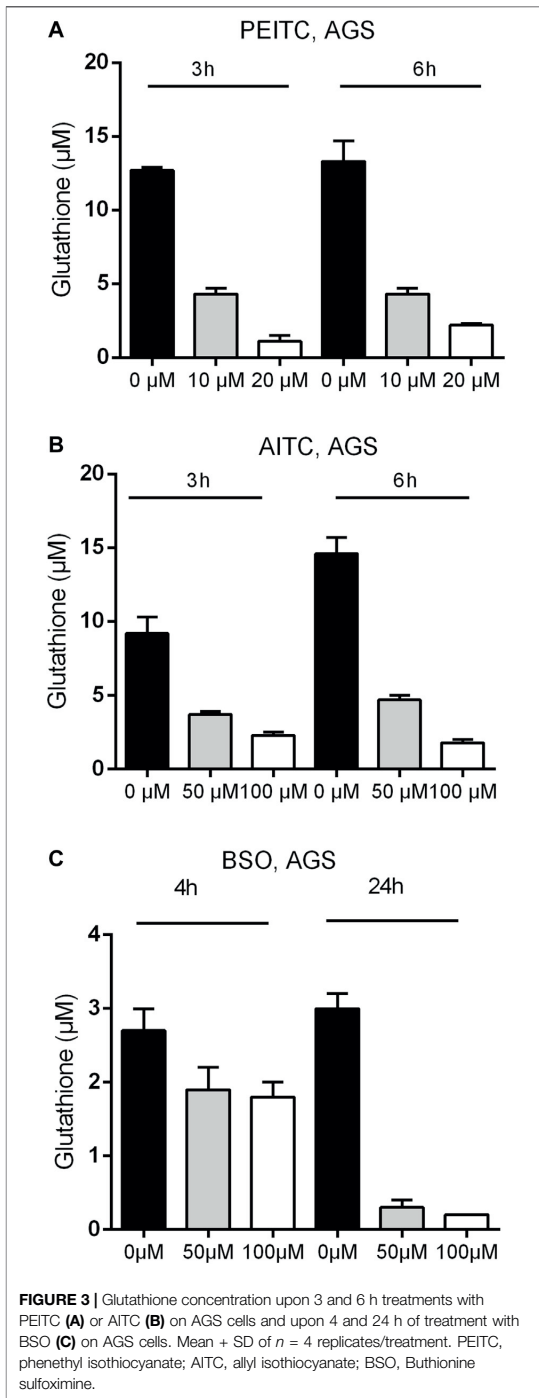 A
PEITC, AGS
3h 6h
Glutathione (µM)
20
15
10
5
0
0 µM 10 µM 20 µM 0 µM 10 µM 20 µM
B
AITC, AGS
3h 6h
Glutathione (µM)
20
15
10
5
0
0 µM 50 µM 100 µM 0 µM 50 µM 100 µM
C
BSO, AGS
4h 24h
Glutathione (µM)
4
3
2
1
0
0µM 50µM 100µM 0µM 50µM 100µM
FIGURE 3 | Glutathione concentration upon 3 and 6 h treatments with
PEITC (A) or AITC (B) on AGS cells and upon 4 and 24 h of treatment with
BSO (C) on AGS cells. Mean + SD of n = 4 replicates/treatment. PEITC,
phenethyl isothiocyanate; AITC, allyl isothiocyanate; BSO, Buthionine
sulfoximine.